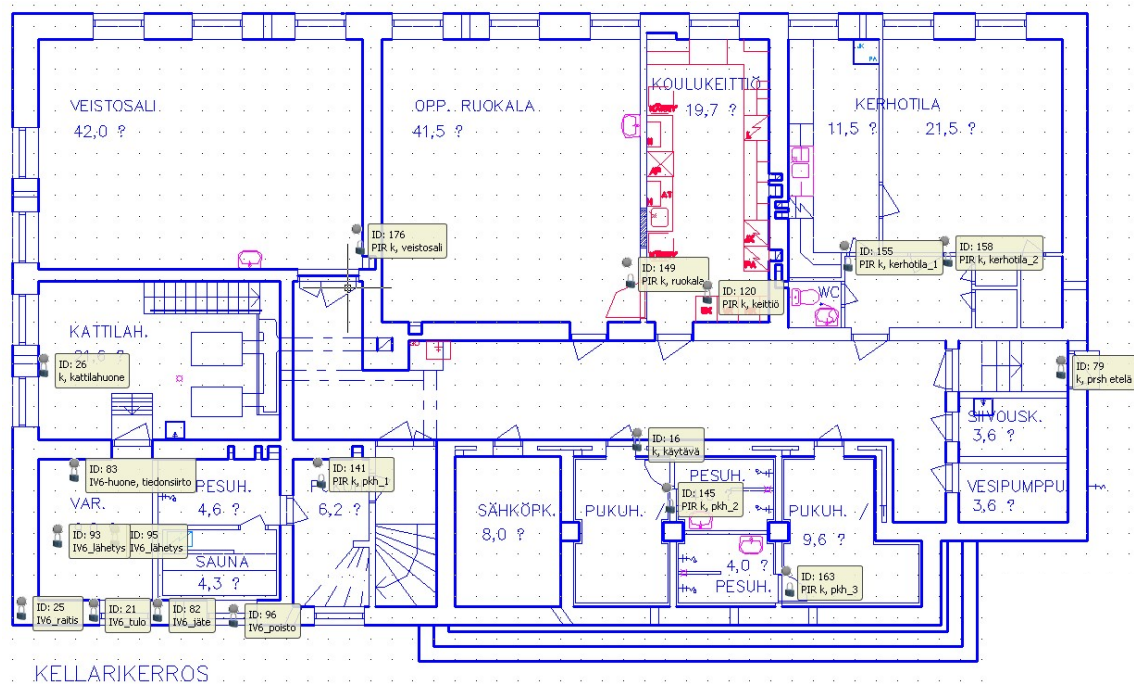 VEISTOSALI
42,0 ?
OPP. RUOKALA
41,5 ?
KOULUKEITTIÖ
19,7 ?
KERHOTILA
11,5 ?
21,5 ?
JK
PA
AP
AT
ID: 176
PIR k, veistosali
ID: 149
PIR k, ruokala
ID: 120
PIR k, keittiö
ID: 155
PIR k, kerhotila_1
ID: 158
PIR k, kerhotila_2
WC
KATTILAH.
ID: 26
k, kattilahuone
ID: 79
k, prsh etelä
SIIVOUSK.
3,6 ?
VESIPUMPPU
3,6 ?
ID: 83
IV6-huone, tiedonsiirto
VAR.
PESUH.
4,6 ?
ID: 93
IV6_lähetys
ID: 95
IV6_lähetys
SAUNA
4,3 ?
ID: 141
PIR k, pkh_1
6,2 ?
SÄHKÖPK.
8,0 ?
ID: 16
k, käytävä
PESUH.
ID: 145
PIR k, pkh_2
PUKUH.
PUKUH. / T
9,6 ?
4,0 ?
PESUH.
ID: 163
PIR k, pkh_3
ID: 25
IV6_raitis
ID: 21
IV6_tulo
ID: 82
IV6_jäte
ID: 96
IV6_poisto
KELLARIKERROS